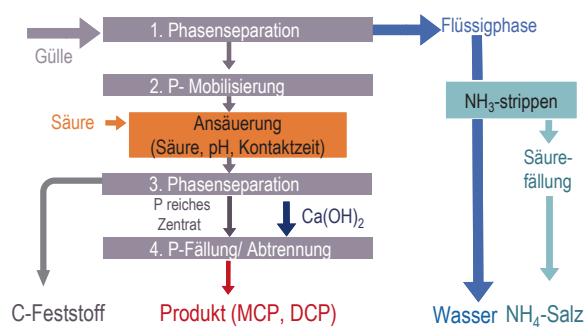 Gülle
1. Phasenseparation
Flüssigphase
2. P- Mobilisierung
NH₃-strippen
Säure
Ansäuerung
(Säure, pH, Kontaktzeit)
Säure-
fällung
3. Phasenseparation
P reiches
Zentrat
Ca(OH)₂
4. P-Fällung/ Abtrennung
C-Feststoff
Produkt (MCP, DCP)
Wasser
NH₄-Salz